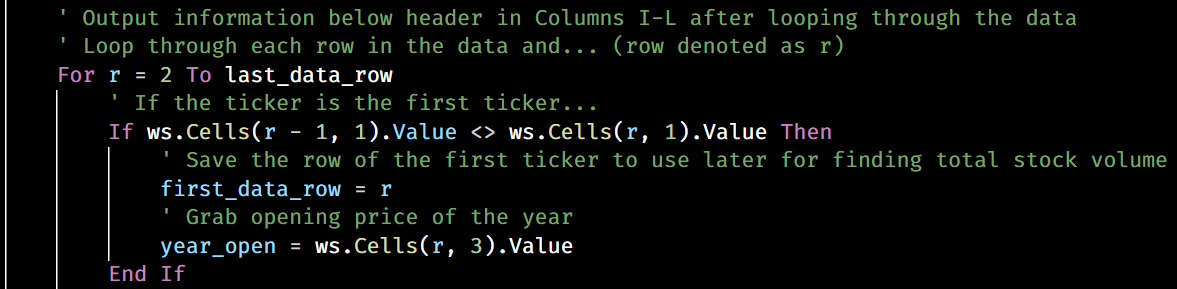 ' Output information below header in Columns I-L after looping through the data
' Loop through each row in the data and... (row denoted as r)
For r = 2 To last_data_row
' If the ticker is the first ticker...
If ws.Cells(r - 1, 1).Value <> ws.Cells(r, 1).Value Then
' Save the row of the first ticker to use later for finding total stock volume
first_data_row = r
' Grab opening price of the year
year_open = ws.Cells(r, 3).Value
End If